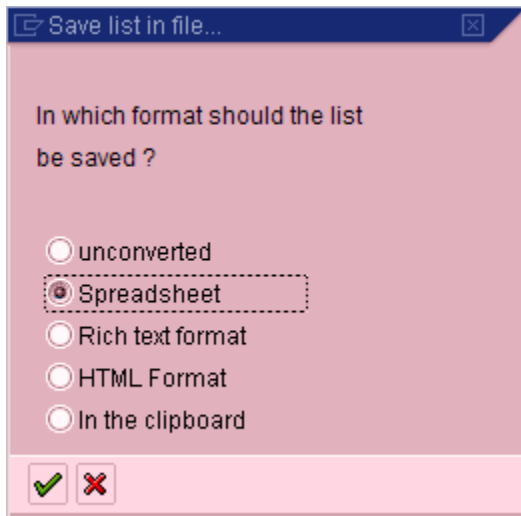 Save list in file...
In which format should the list
be saved ?
unconverted
Spreadsheet
Rich text format
HTML Format
In the clipboard